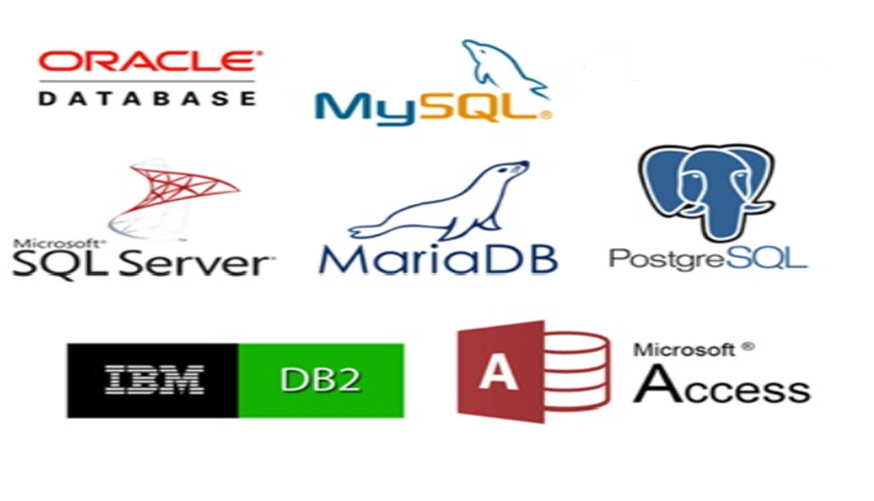 ORACLE®
DATABASE
MySQL®
Microsoft®
SQL Server®
MariaDB
PostgreSQL
IBM DB2
A
Microsoft ®
Access